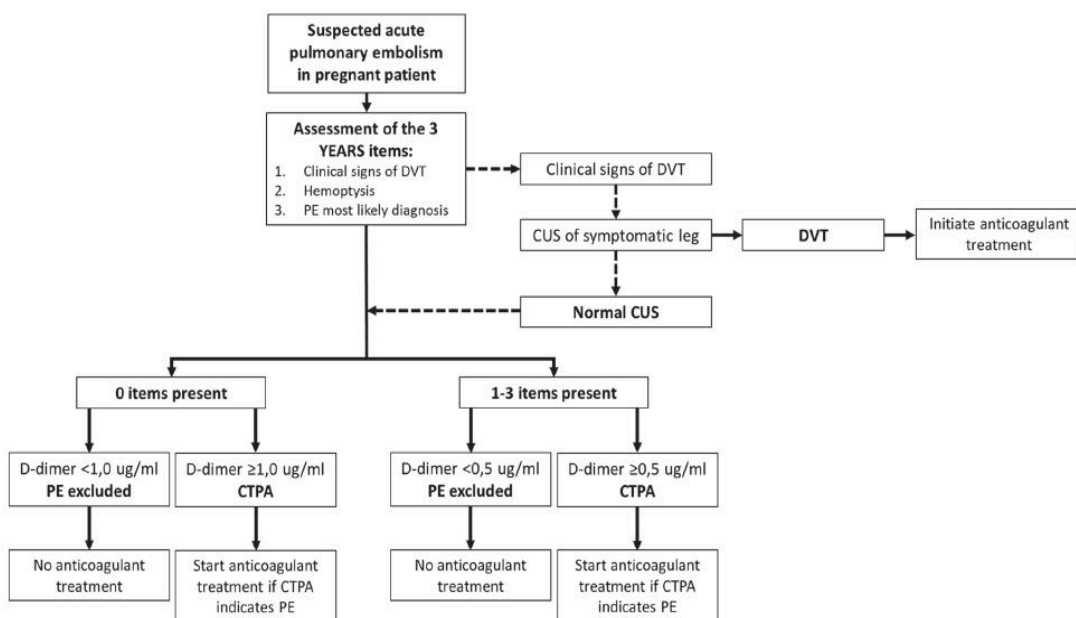 Suspected acute
pulmonary embolism
in pregnant patient
Assessment of the 3
YEARS items:
1. Clinical signs of DVT
2. Hemoptysis
3. PE most likely diagnosis
Clinical signs of DVT
CUS of symptomatic leg
DVT
Initiate anticoagulant
treatment
Normal CUS
0 items present
1-3 items present
D-dimer <1,0 ug/ml
PE excluded
D-dimer ≥1,0 ug/ml
CTPA
D-dimer <0,5 ug/ml
PE excluded
D-dimer ≥0,5 ug/ml
CTPA
No anticoagulant
treatment
Start anticoagulant
treatment if CTPA
indicates PE
No anticoagulant
treatment
Start anticoagulant
treatment if CTPA
indicates PE